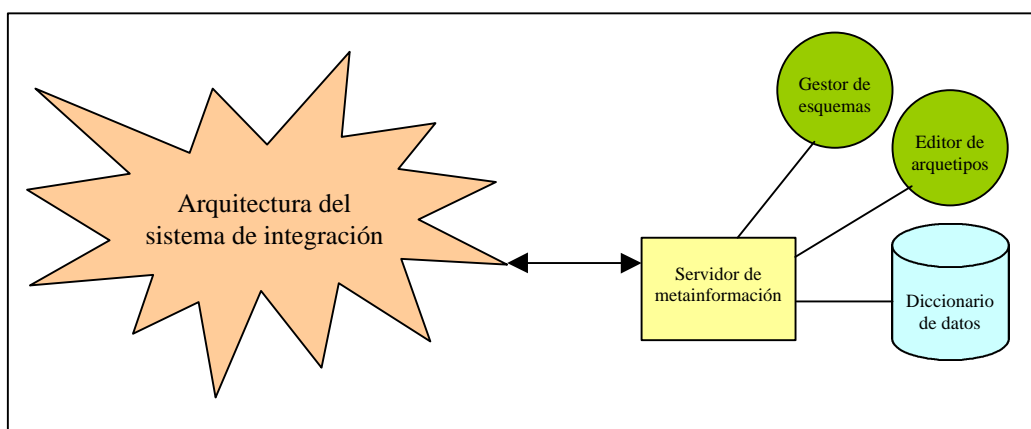 Arquitectura del
sistema de integración
Gestor de
esquemas
Editor de
arquetipos
Servidor de
metainformación
Diccionario
de datos